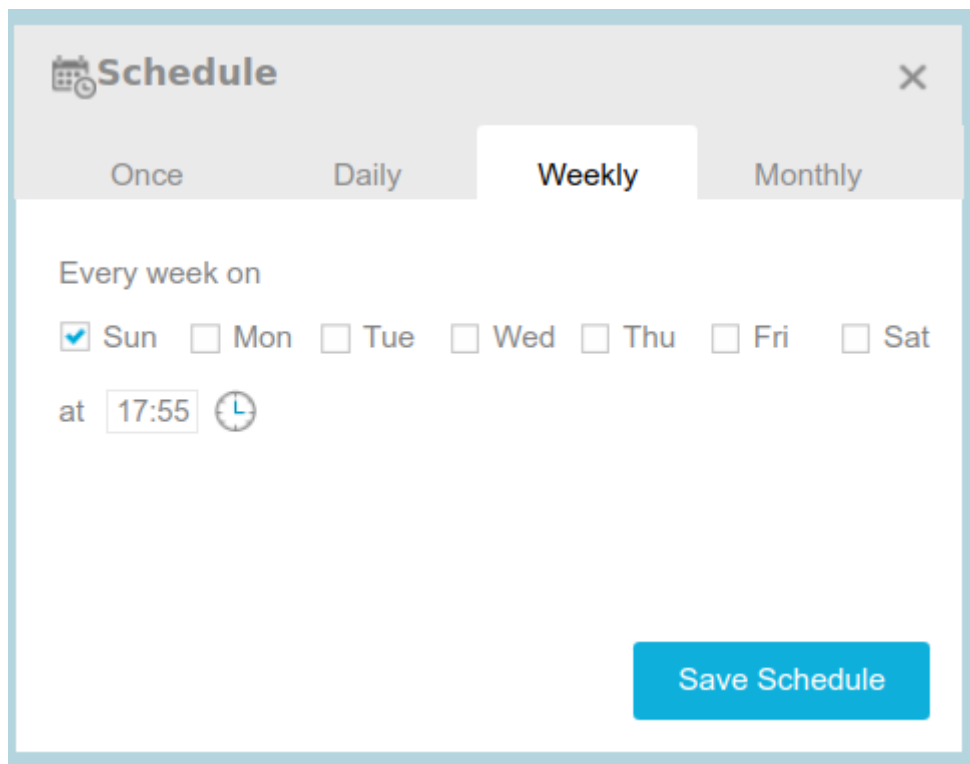 Schedule
Once Daily Weekly Monthly
Every week on
Sun Mon Tue Wed Thu Fri Sat
at 17:55
Save Schedule